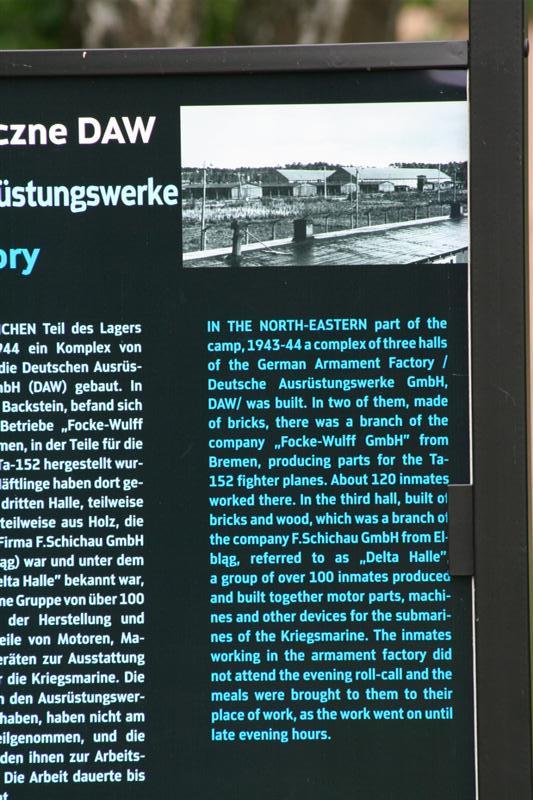 czne DAW
üstungswerke
ory
ICHEN Teil des Lagers
944 ein Komplex von
die Deutschen Ausrüs-
mbH (DAW) gebaut. In
Backstein, befand sich
Betriebe „Focke-Wulff
men, in der Teile für die
Ta-152 hergestellt wur-
Häftlinge haben dort ge-
dritten Halle, teilweise
teilweise aus Holz, die
Firma F.Schichau GmbH
ąg) war und unter dem
elta Halle” bekannt war,
ne Gruppe von über 100
der Herstellung und
eile von Motoren, Ma-
eräten zur Ausstattung
r die Kriegsmarine. Die
n den Ausrüstungswer-
haben, haben nicht am
eilgenommen, und die
den ihnen zur Arbeits-
Die Arbeit dauerte bis
IN THE NORTH-EASTERN part of the
camp, 1943-44 a complex of three halls
of the German Armament Factory /
Deutsche Ausrüstungswerke GmbH,
DAW/ was built. In two of them, made
of bricks, there was a branch of the
company „Focke-Wulff GmbH” from
Bremen, producing parts for the Ta-
152 fighter planes. About 120 inmates
worked there. In the third hall, built of
bricks and wood, which was a branch of
the company F.Schichau GmbH from El-
bląg, referred to as „Delta Halle”,
a group of over 100 inmates produced
and built together motor parts, machi-
nes and other devices for the submari-
nes of the Kriegsmarine. The inmates
working in the armament factory did
not attend the evening roll-call and the
meals were brought to them to their
place of work, as the work went on until
late evening hours.